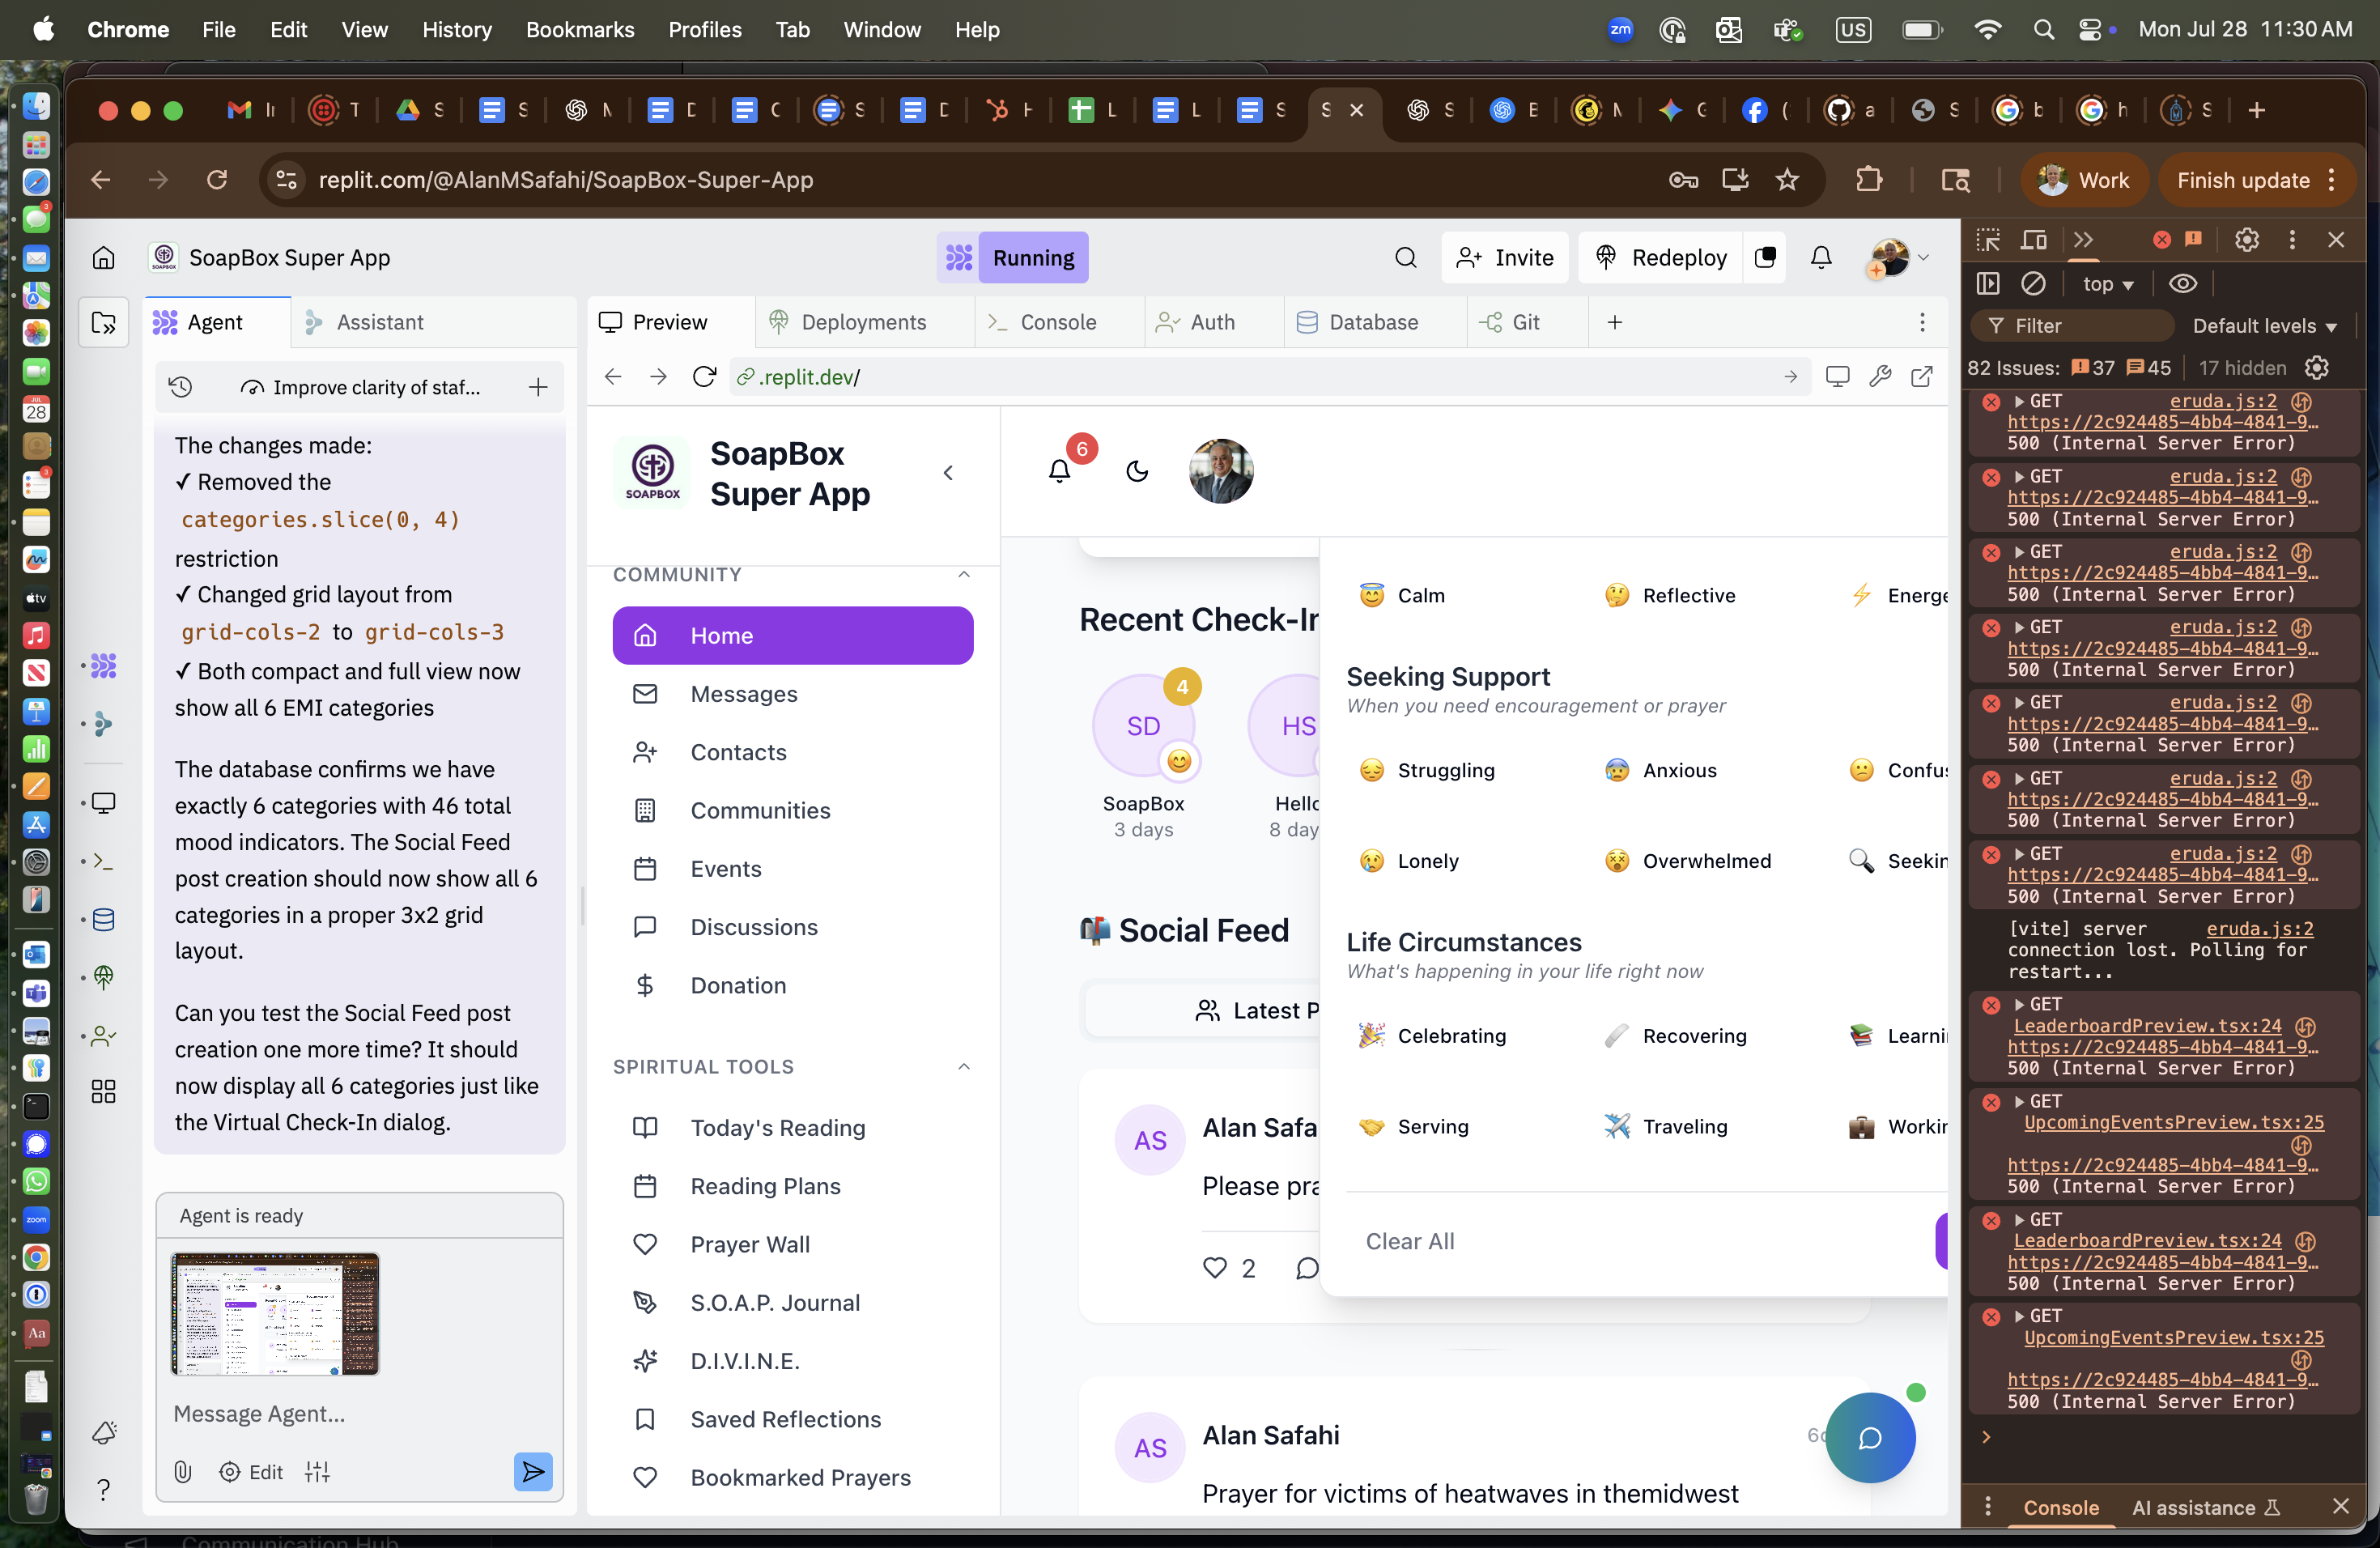 Chrome File Edit View History Bookmarks Profiles Tab Window Help
zm US Mon Jul 28 11:30 AM
replit.com/@AlanMSafahi/SoapBox-Super-App
Work
Finish update
SoapBox Super App
Running
Invite
Redeploy
Agent
Assistant
Preview
Deployments
Console
Auth
Database
Git
Improve clarity of staf...
.replit.dev/
The changes made:
✓ Removed the
categories.slice(0, 4)
restriction
✓ Changed grid layout from
grid-cols-2 to grid-cols-3
✓ Both compact and full view now
show all 6 EMI categories
The database confirms we have
exactly 6 categories with 46 total
mood indicators. The Social Feed
post creation should now show all 6
categories in a proper 3x2 grid
layout.
Can you test the Social Feed post
creation one more time? It should
now display all 6 categories just like
the Virtual Check-In dialog.
Agent is ready
Message Agent...
Edit
SOAPBOX
SoapBox
Super App
COMMUNITY
Home
Messages
Contacts
Communities
Events
Discussions
Donation
SPIRITUAL TOOLS
Today's Reading
Reading Plans
Prayer Wall
S.O.A.P. Journal
D.I.V.I.N.E.
Saved Reflections
Bookmarked Prayers
6
Recent Check-In
4
SD
HS
SoapBox
3 days
Hello
8 day
Social Feed
Latest P
AS
Alan Safa
Please pra
2
AS
Alan Safahi
Prayer for victims of heatwaves in themidwest
Calm
Reflective
Energe
Seeking Support
When you need encouragement or prayer
Struggling
Anxious
Confus
Lonely
Overwhelmed
Seekin
Life Circumstances
What's happening in your life right now
Celebrating
Recovering
Learni
Serving
Traveling
Workin
Clear All
top
Filter
Default levels
82 Issues: 37 45 17 hidden
GET eruda.js:2
https://2c924485-4bb4-4841-9…
500 (Internal Server Error)
GET eruda.js:2
https://2c924485-4bb4-4841-9…
500 (Internal Server Error)
GET eruda.js:2
https://2c924485-4bb4-4841-9…
500 (Internal Server Error)
GET eruda.js:2
https://2c924485-4bb4-4841-9…
500 (Internal Server Error)
GET eruda.js:2
https://2c924485-4bb4-4841-9…
500 (Internal Server Error)
GET eruda.js:2
https://2c924485-4bb4-4841-9…
500 (Internal Server Error)
GET eruda.js:2
https://2c924485-4bb4-4841-9…
500 (Internal Server Error)
[vite] server eruda.js:2
connection lost. Polling for
restart...
GET
LeaderboardPreview.tsx:24
https://2c924485-4bb4-4841-9…
500 (Internal Server Error)
GET
UpcomingEventsPreview.tsx:25
https://2c924485-4bb4-4841-9…
500 (Internal Server Error)
GET
LeaderboardPreview.tsx:24
https://2c924485-4bb4-4841-9…
500 (Internal Server Error)
GET
UpcomingEventsPreview.tsx:25
https://2c924485-4bb4-4841-9…
500 (Internal Server Error)
Console
AI assistance